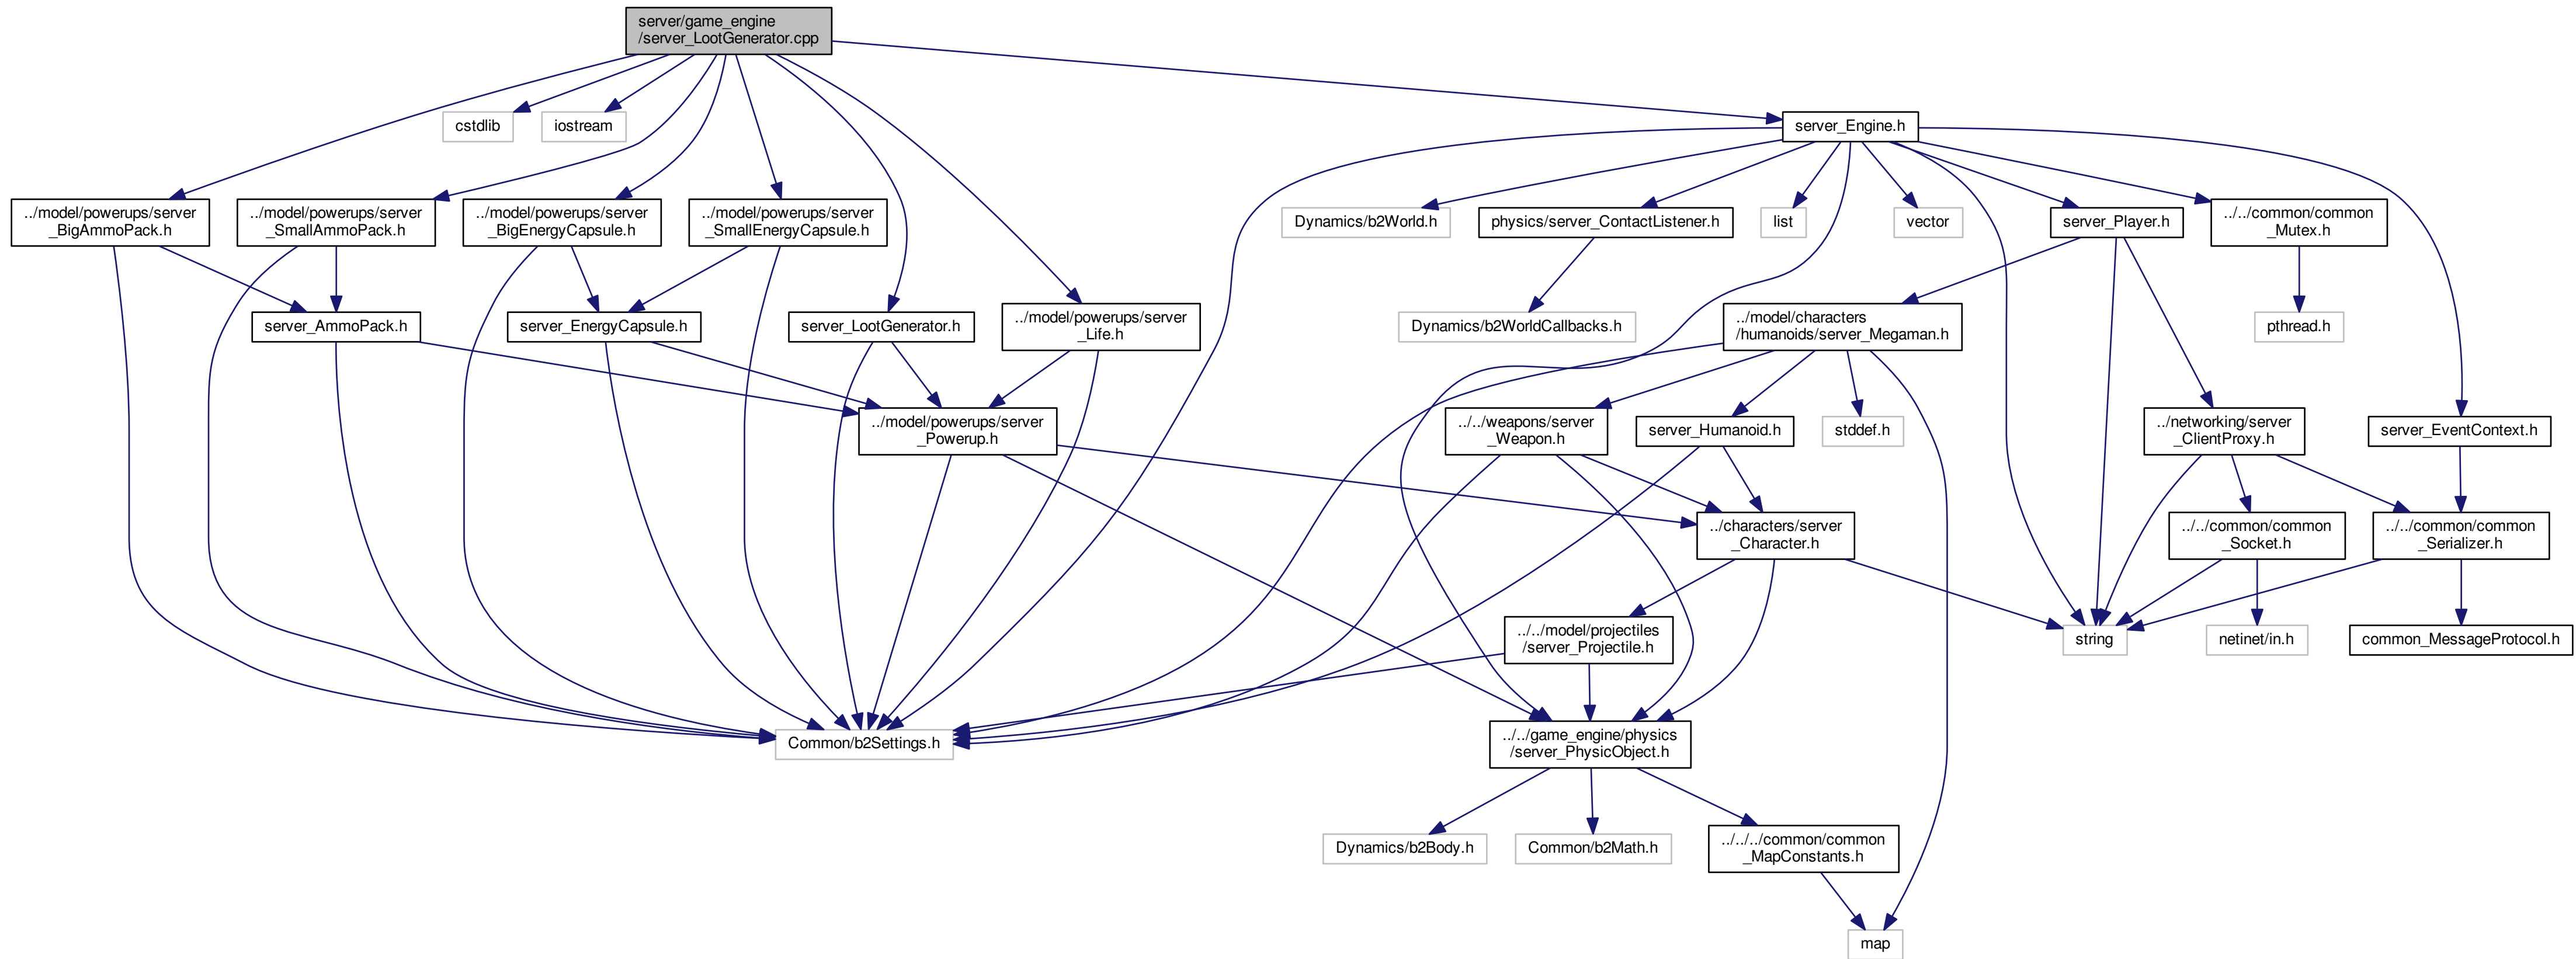 server/game_engine
/server_LootGenerator.cpp
cstdlib
iostream
server_Engine.h
../model/powerups/server
_BigAmmoPack.h
../model/powerups/server
_SmallAmmoPack.h
../model/powerups/server
_BigEnergyCapsule.h
../model/powerups/server
_SmallEnergyCapsule.h
Dynamics/b2World.h
physics/server_ContactListener.h
list
vector
server_Player.h
../../common/common
_Mutex.h
server_AmmoPack.h
server_EnergyCapsule.h
server_LootGenerator.h
../model/powerups/server
_Life.h
Dynamics/b2WorldCallbacks.h
../model/characters
/humanoids/server_Megaman.h
pthread.h
../model/powerups/server
_Powerup.h
../../weapons/server
_Weapon.h
server_Humanoid.h
stddef.h
../networking/server
_ClientProxy.h
server_EventContext.h
../characters/server
_Character.h
../../common/common
_Socket.h
../../common/common
_Serializer.h
../../model/projectiles
/server_Projectile.h
string
netinet/in.h
common_MessageProtocol.h
Common/b2Settings.h
../../game_engine/physics
/server_PhysicObject.h
Dynamics/b2Body.h
Common/b2Math.h
../../../common/common
_MapConstants.h
map